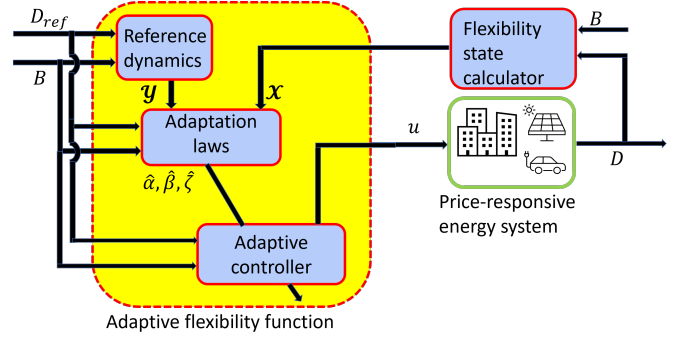 D_ref
B
Reference
dynamics
y
x
Flexibility
state
calculator
B
Adaptation
laws
α̂, β̂, ζ̂
u
D
Price-responsive
energy system
Adaptive
controller
Adaptive flexibility function